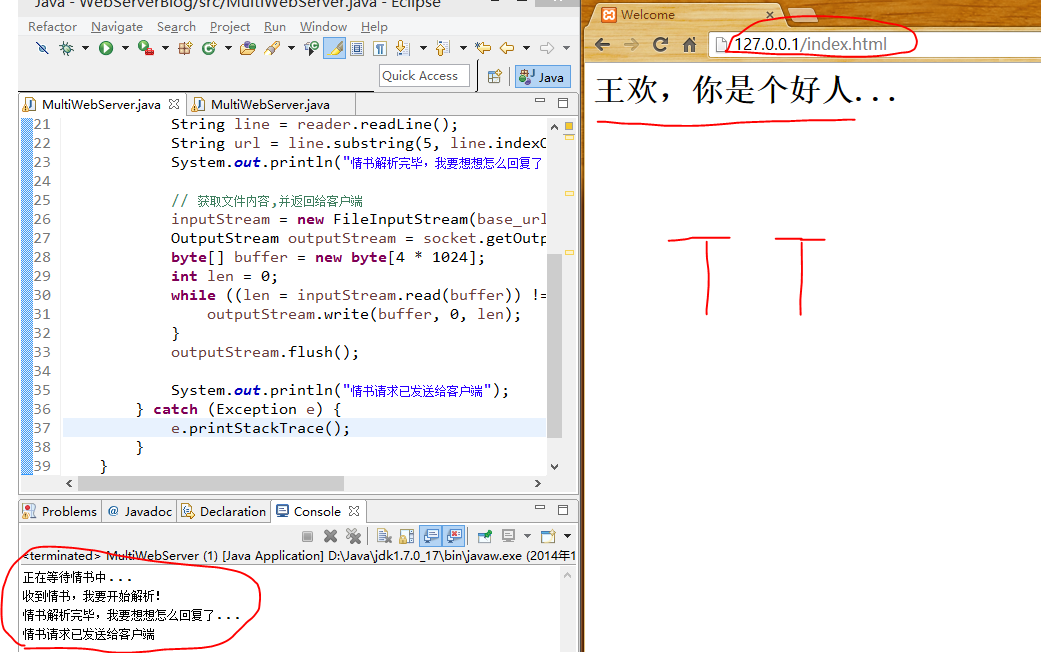 Java - WebServerBlog/src/MultiWebServer.java - Eclipse
Refactor Navigate Search Project Run Window Help
Quick Access
Java
MultiWebServer.java
MultiWebServer.java
21 String line = reader.readLine();
22 String url = line.substring(5, line.indexO
23 System.out.println("情书解析完毕，我要想想怎么回复了
24
25 // 获取文件内容,并返回给客户端
26 inputStream = new FileInputStream(base_url
27 OutputStream outputStream = socket.getOutp
28 byte[] buffer = new byte[4 * 1024];
29 int len = 0;
30 while ((len = inputStream.read(buffer)) !=
31 outputStream.write(buffer, 0, len);
32 }
33 outputStream.flush();
34
35 System.out.println("情书请求已发送给客户端");
36 } catch (Exception e) {
37 e.printStackTrace();
38 }
39 }
Problems @ Javadoc Declaration Console
<terminated> MultiWebServer (1) [Java Application] D:\Java\jdk1.7.0_17\bin\javaw.exe (2014年1
正在等待情书中...
收到情书，我要开始解析！
情书解析完毕，我要想想怎么回复了...
情书请求已发送给客户端
Welcome
127.0.0.1/index.html
王欢，你是个好人...
T T